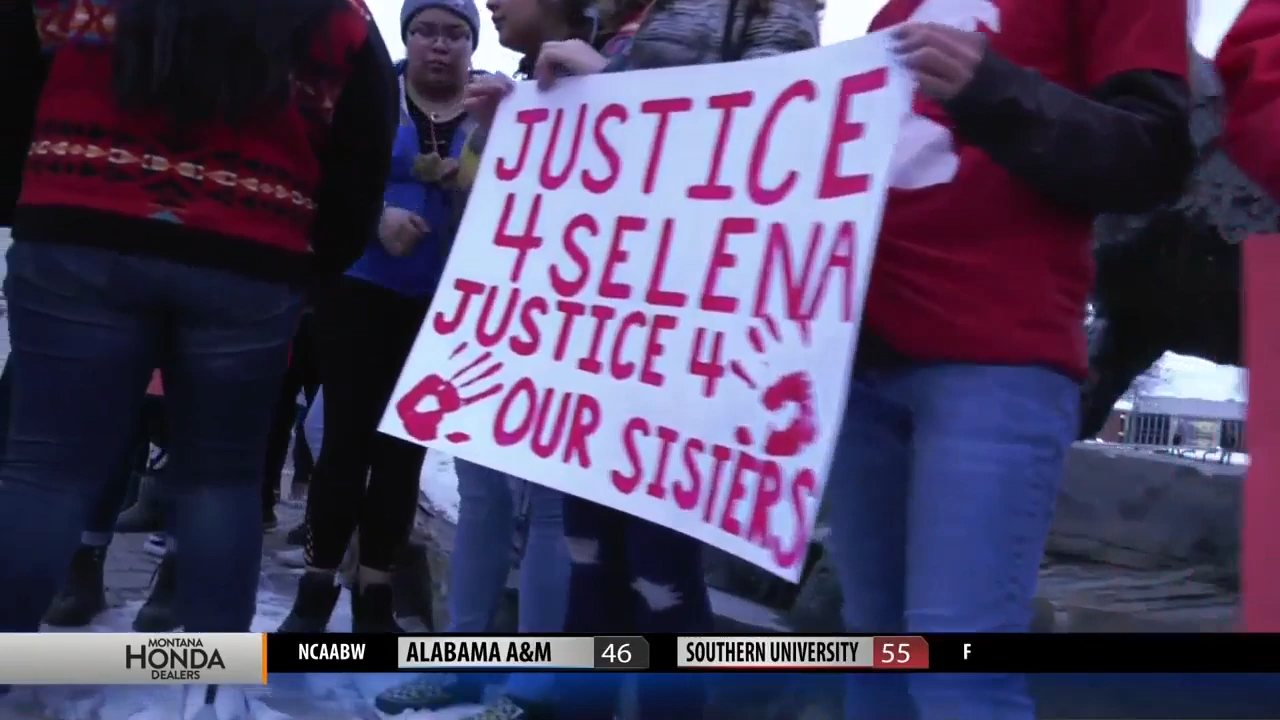 JUSTICE
4 SELENA
JUSTICE 4
OUR SISTERS
MONTANA
HONDA
DEALERS
NCAABW ALABAMA A&M 46 SOUTHERN UNIVERSITY 55 F